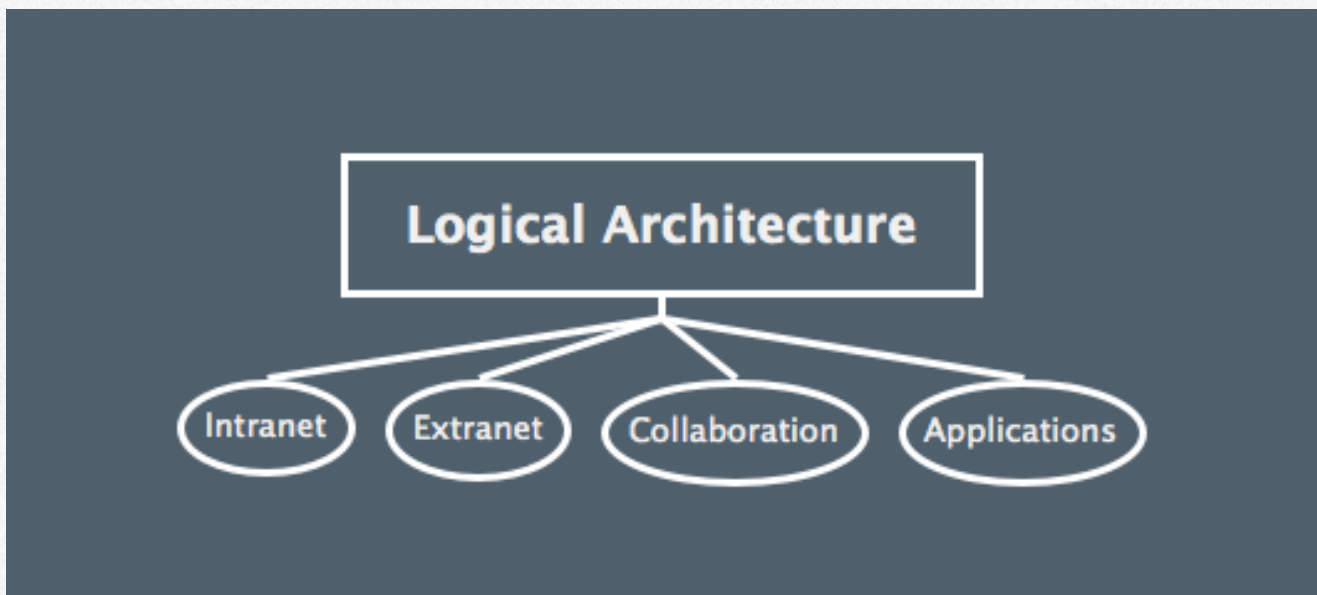 Logical Architecture
Intranet
Extranet
Collaboration
Applications